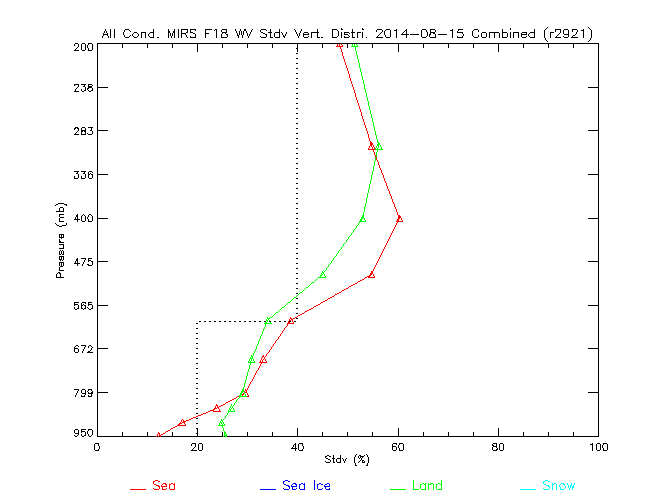 All Cond. MIRS F18 WV Stdv Vert. Distri. 2014-08-15 Combined (r2921)
200
238
283
336
400
475
565
672
799
950
Pressure (mb)
0 20 40 60 80 100
Stdv (%)
Sea Sea Ice Land Snow